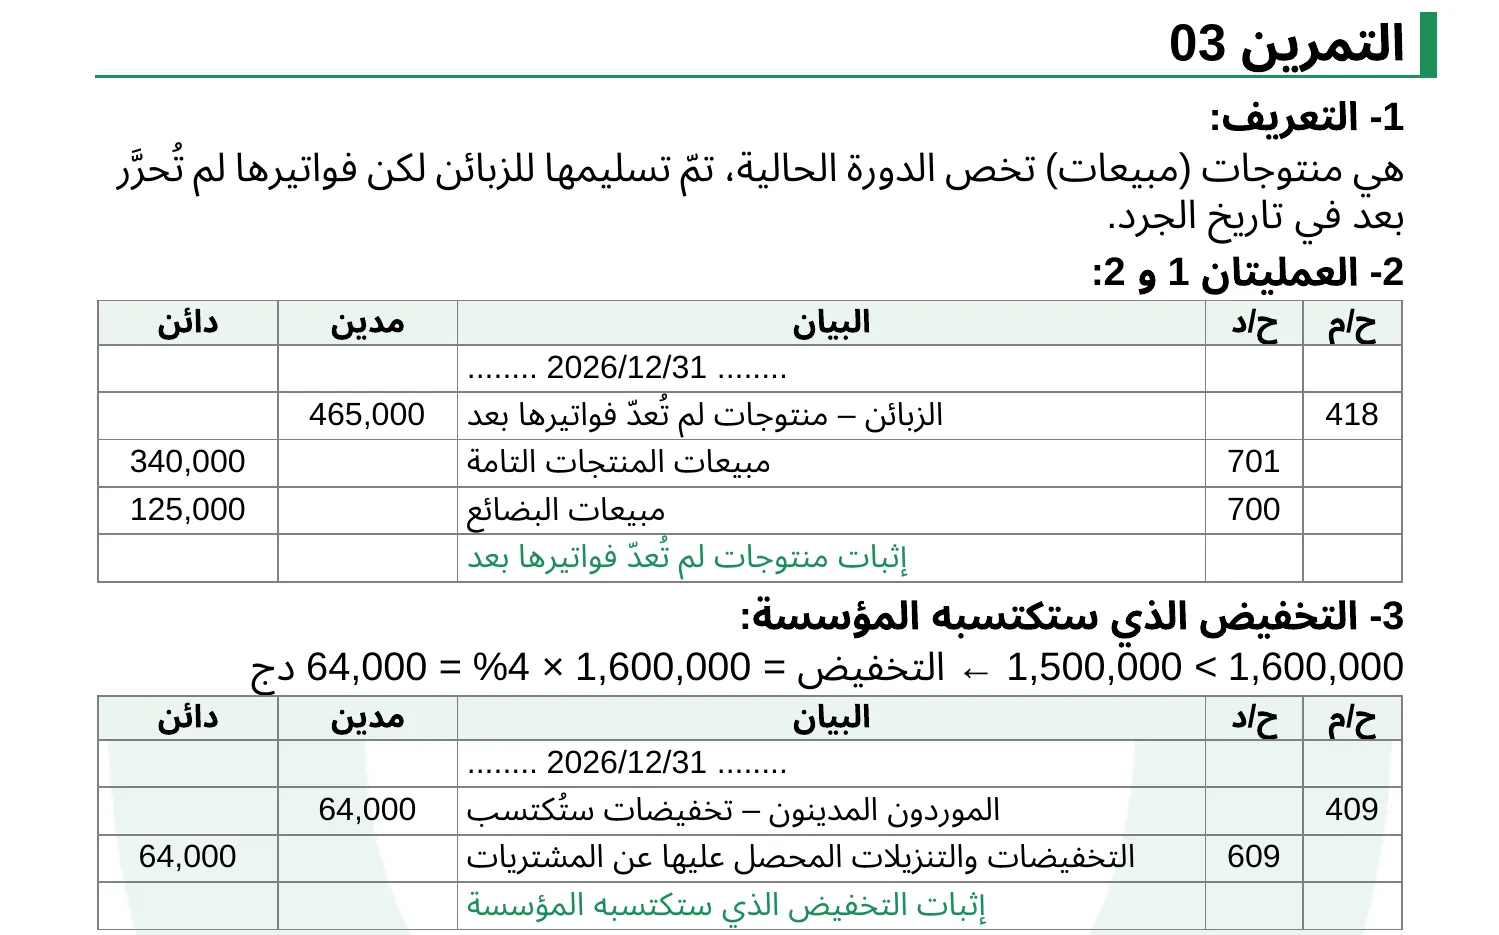 التمرين 03
1- التعريف:
هي منتوجات (مبيعات) تخص الدورة الحالية، تمّ تسليمها للزبائن لكن فواتيرها لم تُحرَّر
بعد في تاريخ الجرد.
2- العمليتان 1 و 2:
ح/م ح/د البيان مدين دائن
........ 2026/12/31 ........
418 الزبائن – منتوجات لم تُعدّ فواتيرها بعد 465,000
701 مبيعات المنتجات التامة 340,000
700 مبيعات البضائع 125,000
إثبات منتوجات لم تُعدّ فواتيرها بعد
3- التخفيض الذي ستكتسبه المؤسسة:
1,600,000 > 1,500,000 ← التخفيض = 1,600,000 × 4% = 64,000 دج
ح/م ح/د البيان مدين دائن
........ 2026/12/31 ........
409 الموردون المدينون – تخفيضات ستُكتسب 64,000
609 التخفيضات والتنزيلات المحصل عليها عن المشتريات 64,000
إثبات التخفيض الذي ستكتسبه المؤسسة